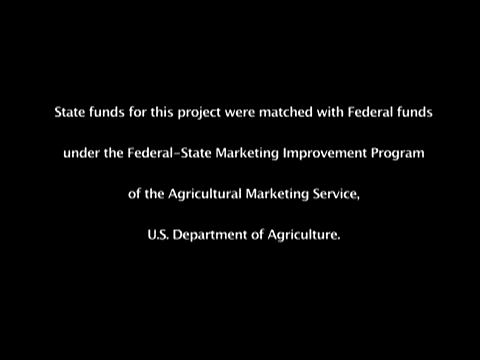 State funds for this project were matched with Federal funds
under the Federal-State Marketing Improvement Program
of the Agricultural Marketing Service,
U.S. Department of Agriculture.